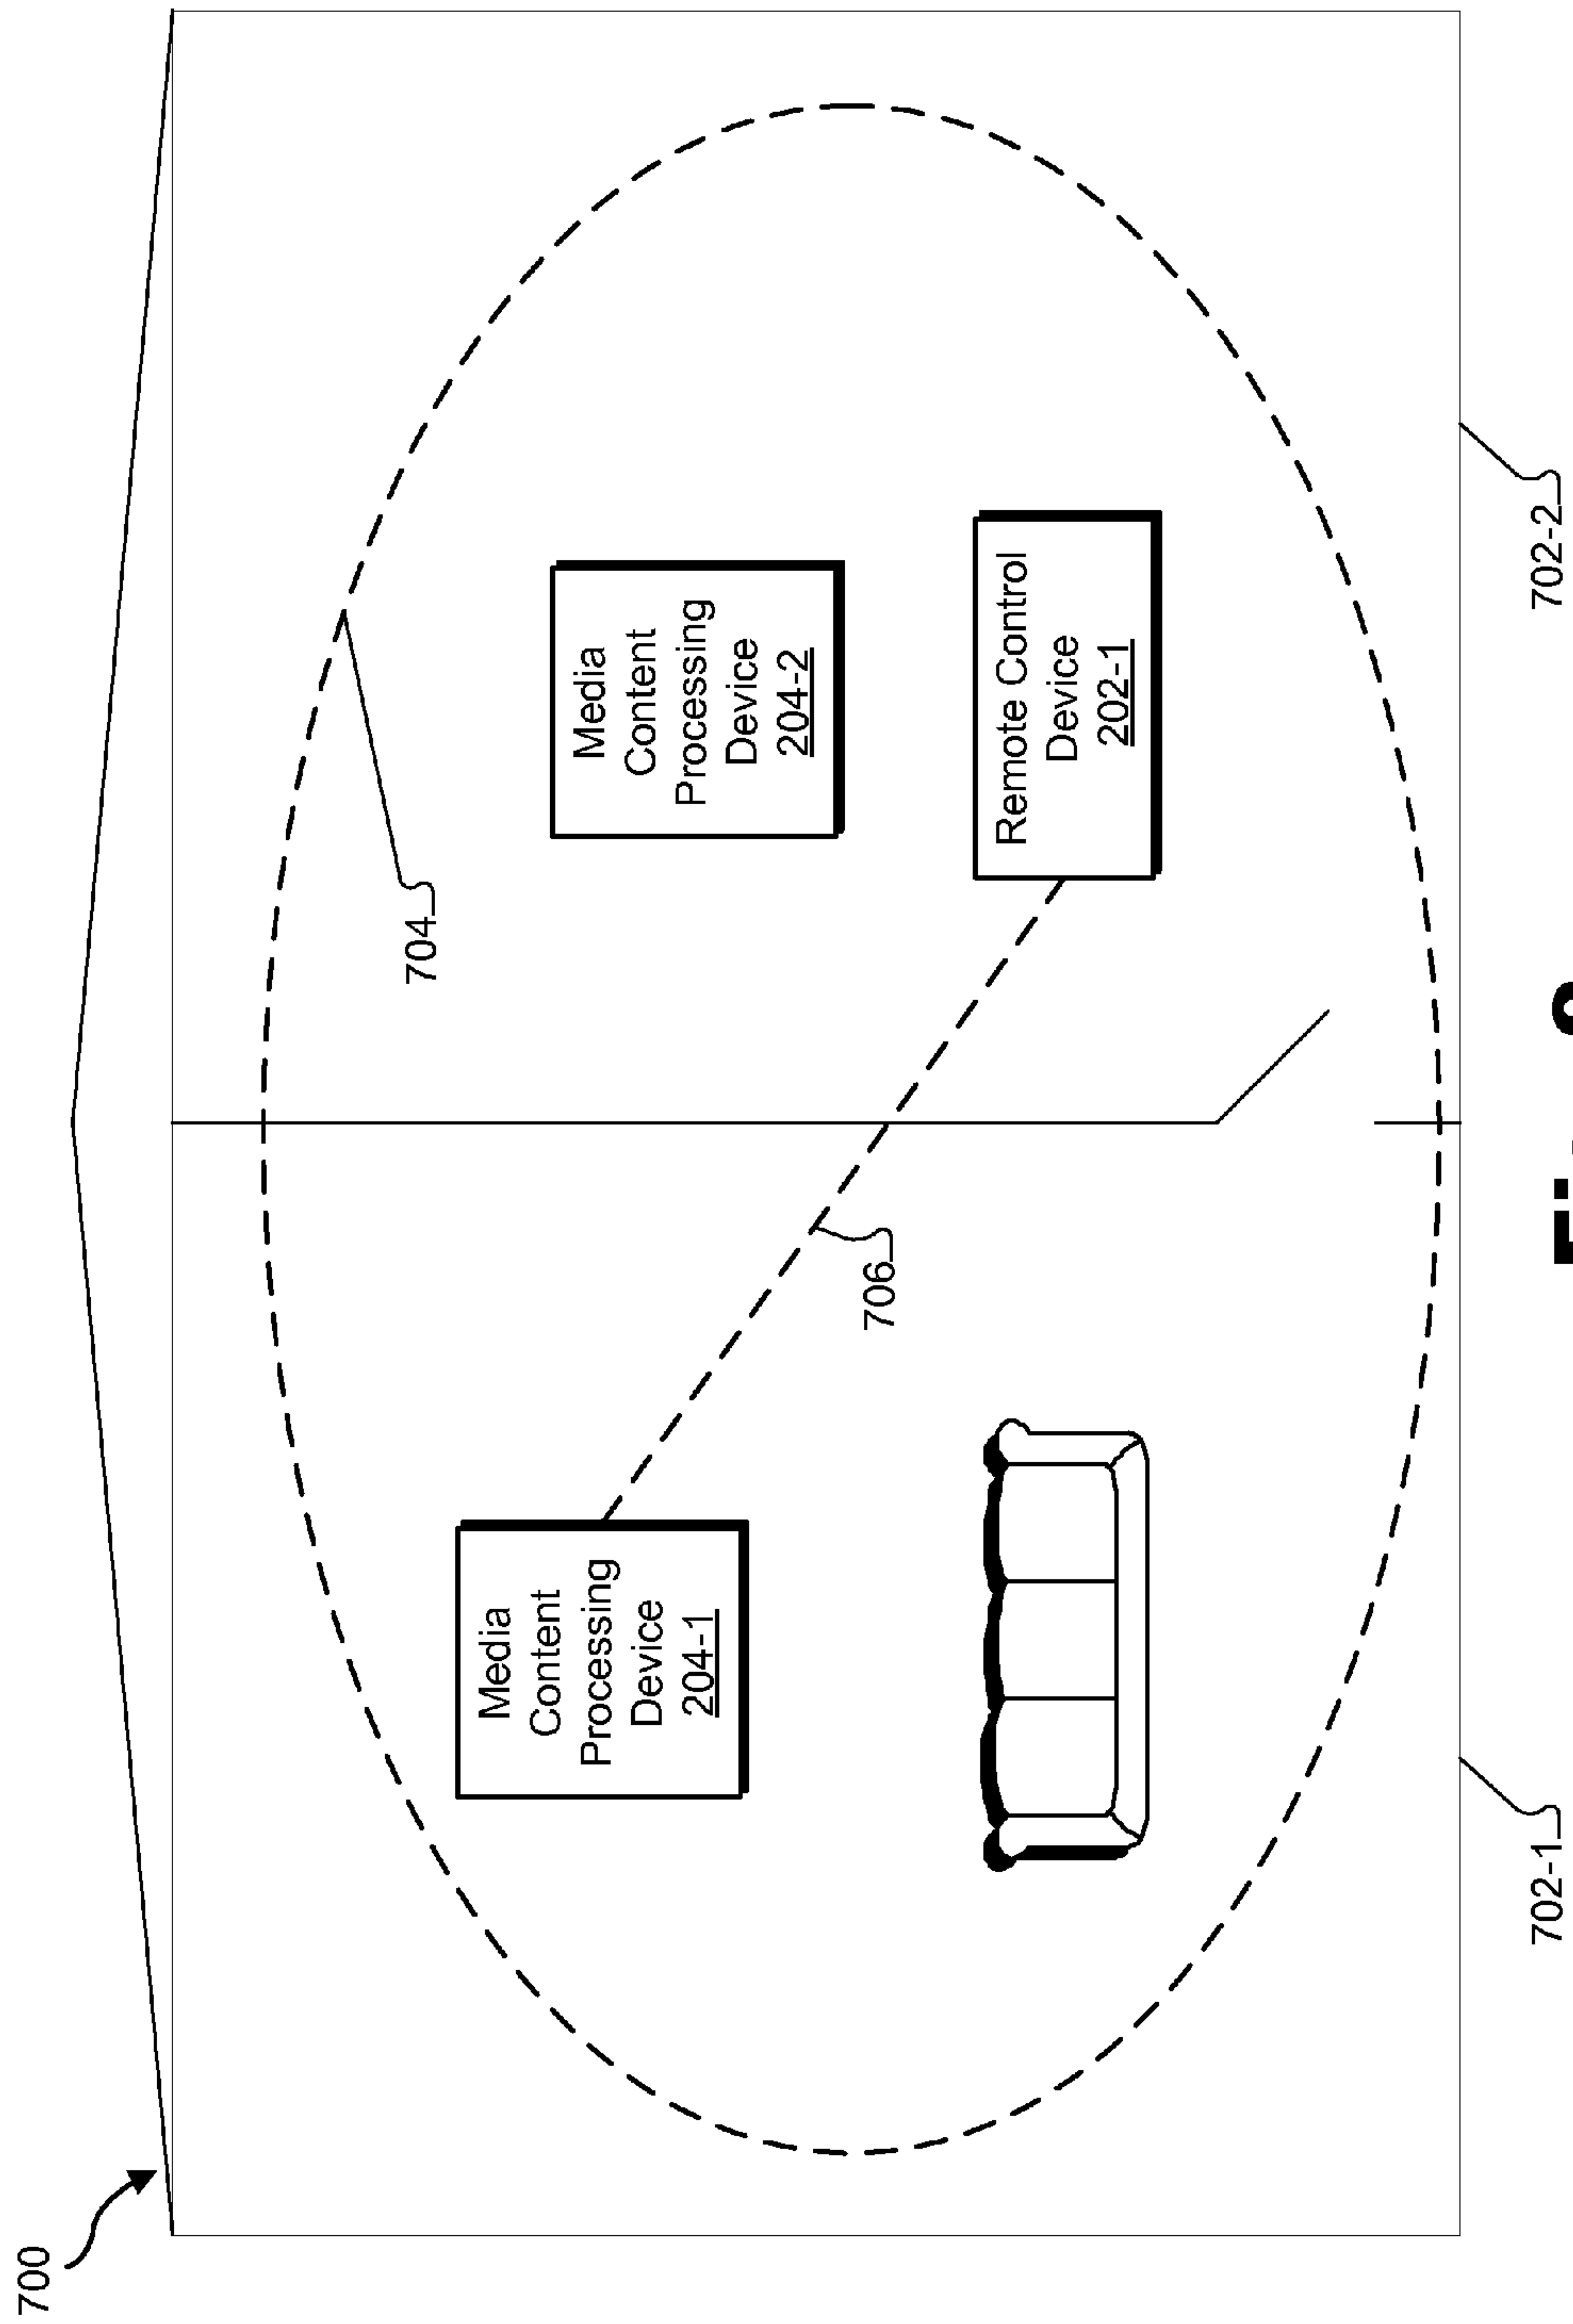 700
704
Media
Content
Processing
Device
204-1
Media
Content
Processing
Device
204-2
706
Remote Control
Device
202-1
702-1
702-2